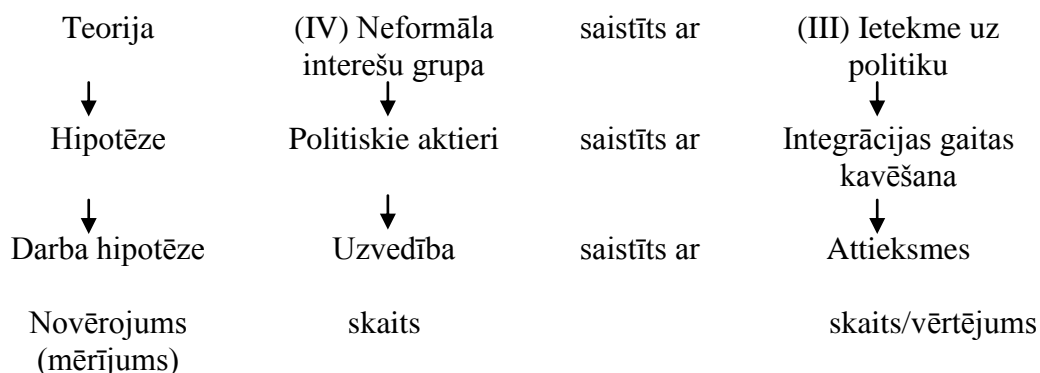 Teorija (IV) Neformāla saistīts ar (III) Ietekme uz
interešu grupa politiku
Hipotēze Politiskie aktieri saistīts ar Integrācijas gaitas
kavēšana
Darba hipotēze Uzvedība saistīts ar Attieksmes
Novērojums skaits skaits/vērtējums
(mērījums)